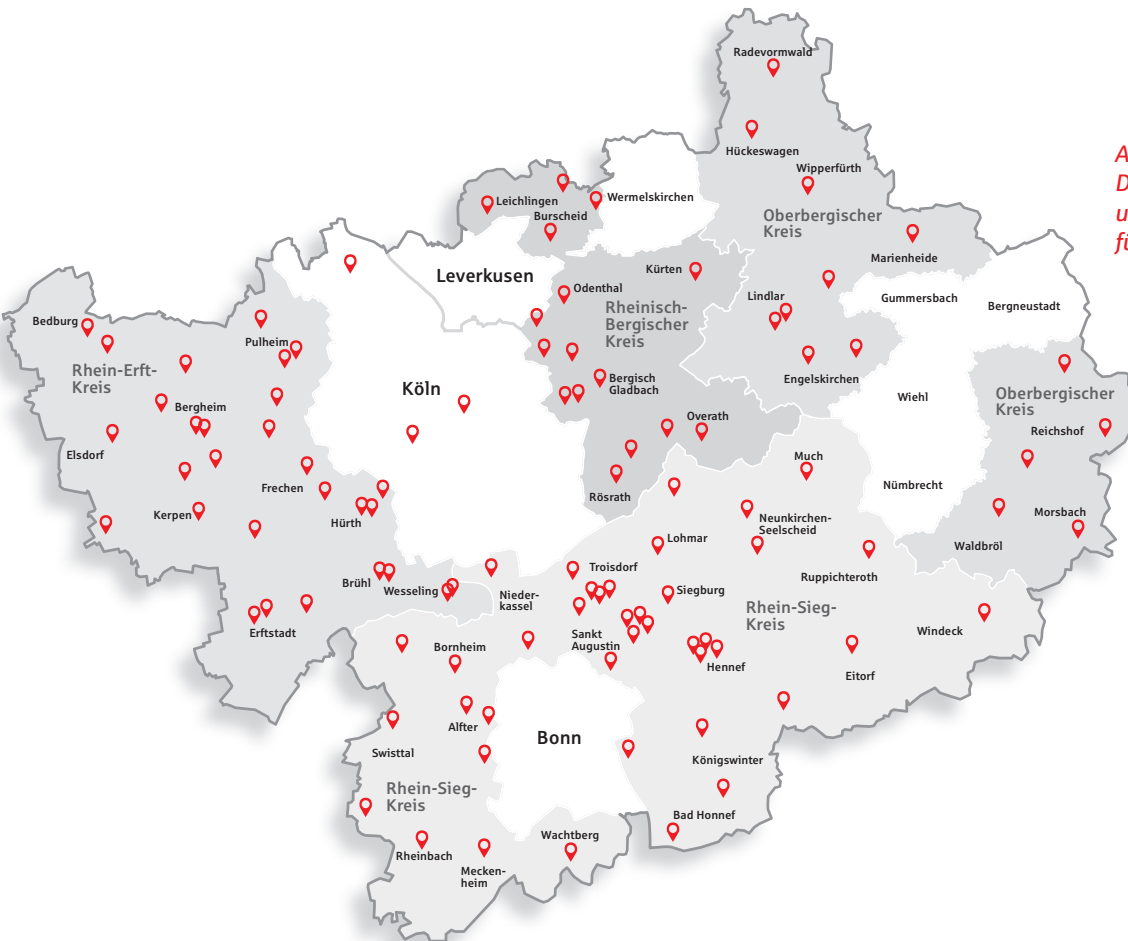 Radevormwald
Hückeswagen
Wipperfürth
Oberbergischer
Kreis
Marienheide
Leichlingen
Burscheid
Wermelskirchen
Leverkusen
Kürten
Odenthal
Rheinisch-
Bergischer
Kreis
Lindlar
Gummersbach
Bergneustadt
Engelskirchen
Bedburg
Pulheim
Rhein-Erft-
Kreis
Köln
Bergisch
Gladbach
Wiehl
Oberbergischer
Kreis
Bergheim
Overath
Reichshof
Elsdorf
Much
Frechen
Rösrath
Nümbrecht
Kerpen
Hürth
Neunkirchen-
Seelscheid
Morsbach
Lohmar
Waldbröl
Troisdorf
Ruppichteroth
Brühl
Wesseling
Nieder-
kassel
Siegburg
Rhein-Sieg-
Kreis
Windeck
Erftstadt
Sankt
Augustin
Bornheim
Hennef
Eitorf
Alfter
Bonn
Swisttal
Königswinter
Rhein-Sieg-
Kreis
Bad Honnef
Wachtberg
Rheinbach
Mecken-
heim
A
D
u
fü